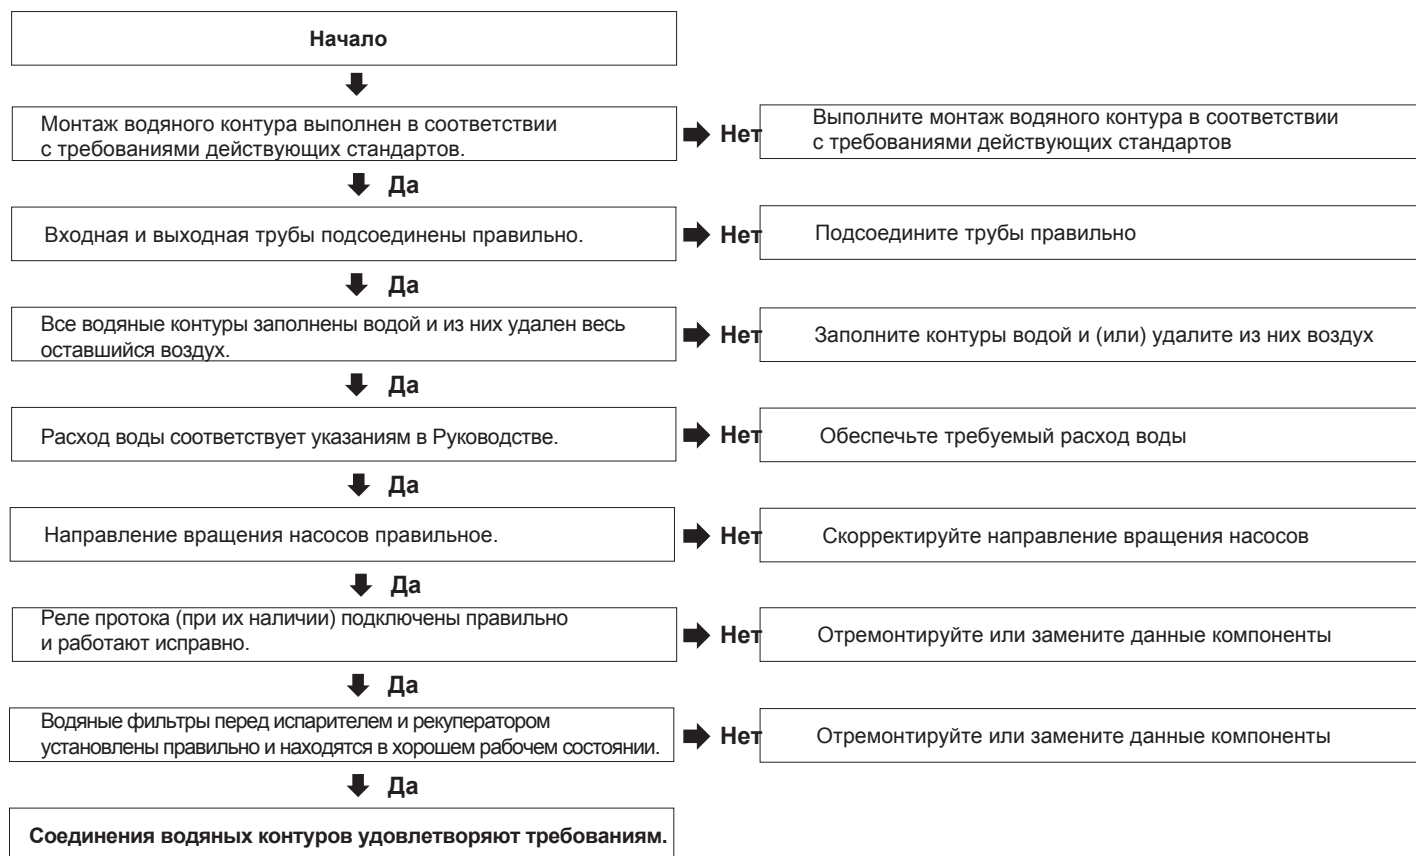 Начало
Монтаж водяного контура выполнен в соответствии
с требованиями действующих стандартов.
Нет
Выполните монтаж водяного контура в соответствии
с требованиями действующих стандартов
Да
Входная и выходная трубы подсоединены правильно.
Нет
Подсоедините трубы правильно
Да
Все водяные контуры заполнены водой и из них удален весь
оставшийся воздух.
Нет
Заполните контуры водой и (или) удалите из них воздух
Да
Расход воды соответствует указаниям в Руководстве.
Нет
Обеспечьте требуемый расход воды
Да
Направление вращения насосов правильное.
Нет
Скорректируйте направление вращения насосов
Да
Реле протока (при их наличии) подключены правильно
и работают исправно.
Нет
Отремонтируйте или замените данные компоненты
Да
Водяные фильтры перед испарителем и рекуператором
установлены правильно и находятся в хорошем рабочем состоянии.
Нет
Отремонтируйте или замените данные компоненты
Да
Соединения водяных контуров удовлетворяют требованиям.